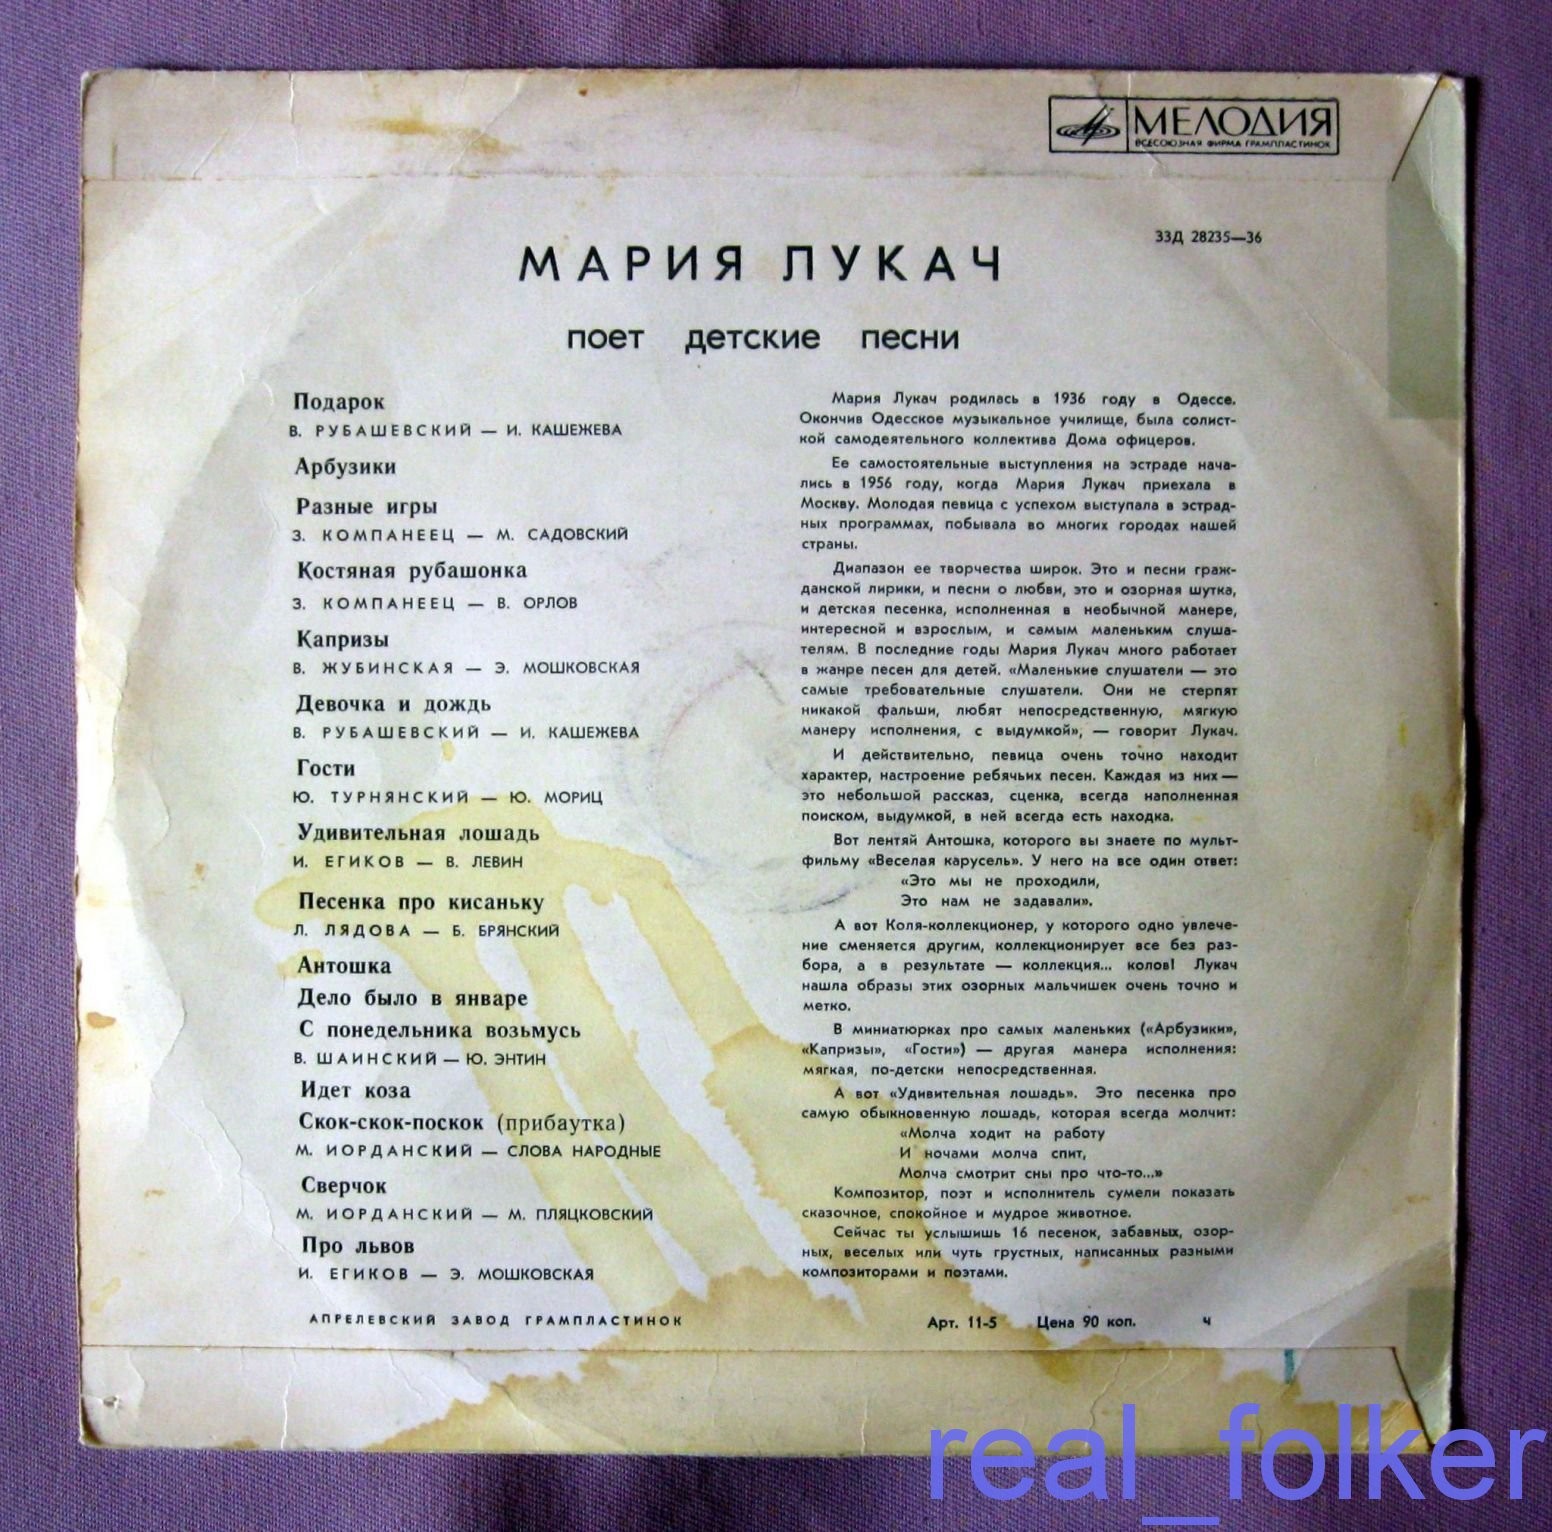 МЕЛОДИЯ
ВСЕСОЮЗНАЯ ФИРМА ГРАМПЛАСТИНОК
33Д 28235—36
МАРИЯ ЛУКАЧ
поет детские песни
Подарок
В. РУБАШЕВСКИЙ — И. КАШЕЖЕВА
Арбузики
Разные игры
З. КОМПАНЕЕЦ — М. САДОВСКИЙ
Костяная рубашонка
З. КОМПАНЕЕЦ — В. ОРЛОВ
Капризы
В. ЖУБИНСКАЯ — Э. МОШКОВСКАЯ
Девочка и дождь
В. РУБАШЕВСКИЙ — И. КАШЕЖЕВА
Гости
Ю. ТУРНЯНСКИЙ — Ю. МОРИЦ
Удивительная лошадь
И. ЕГИКОВ — В. ЛЕВИН
Песенка про кисаньку
Л. ЛЯДОВА — Б. БРЯНСКИЙ
Антошка
Дело было в январе
С понедельника возьмусь
В. ШАИНСКИЙ — Ю. ЭНТИН
Идет коза
Скок-скок-поскок (прибаутка)
М. ИОРДАНСКИЙ — СЛОВА НАРОДНЫЕ
Сверчок
М. ИОРДАНСКИЙ — М. ПЛЯЦКОВСКИЙ
Про львов
И. ЕГИКОВ — Э. МОШКОВСКАЯ
Мария Лукач родилась в 1936 году в Одессе.
Окончив Одесское музыкальное училище, была солист-
кой самодеятельного коллектива Дома офицеров.
Ее самостоятельные выступления на эстраде нача-
лись в 1956 году, когда Мария Лукач приехала в
Москву. Молодая певица с успехом выступала в эстрад-
ных программах, побывала во многих городах нашей
страны.
Диапазон ее творчества широк. Это и песни граж-
данской лирики, и песни о любви, это и озорная шутка,
и детская песенка, исполненная в необычной манере,
интересной и взрослым, и самым маленьким слуша-
телям. В последние годы Мария Лукач много работает
в жанре песен для детей. «Маленькие слушатели — это
самые требовательные слушатели. Они не стерпят
никакой фальши, любят непосредственную, мягкую
манеру исполнения, с выдумкой», — говорит Лукач.
И действительно, певица очень точно находит
характер, настроение ребячьих песен. Каждая из них —
это небольшой рассказ, сценка, всегда наполненная
поиском, выдумкой, в ней всегда есть находка.
Вот лентяй Антошка, которого вы знаете по мульт-
фильму «Веселая карусель». У него на все один ответ:
«Это мы не проходили,
Это нам не задавали».
А вот Коля-коллекционер, у которого одно увлече-
ние сменяется другим, коллекционирует все без раз-
бора, а в результате — коллекция... колов! Лукач
нашла образы этих озорных мальчишек очень точно и
метко.
В миниатюрках про самых маленьких («Арбузики»,
«Капризы», «Гости») — другая манера исполнения:
мягкая, по-детски непосредственная.
А вот «Удивительная лошадь». Это песенка про
самую обыкновенную лошадь, которая всегда молчит:
«Молча ходит на работу
И ночами молча спит,
Молча смотрит сны про что-то...»
Композитор, поэт и исполнитель сумели показать
сказочное, спокойное и мудрое животное.
Сейчас ты услышишь 16 песенок, забавных, озор-
ных, веселых или чуть грустных, написанных разными
композиторами и поэтами.
АПРЕЛЕВСКИЙ ЗАВОД ГРАМПЛАСТИНОК
Арт. 11-5 Цена 90 коп. ч
real_folker